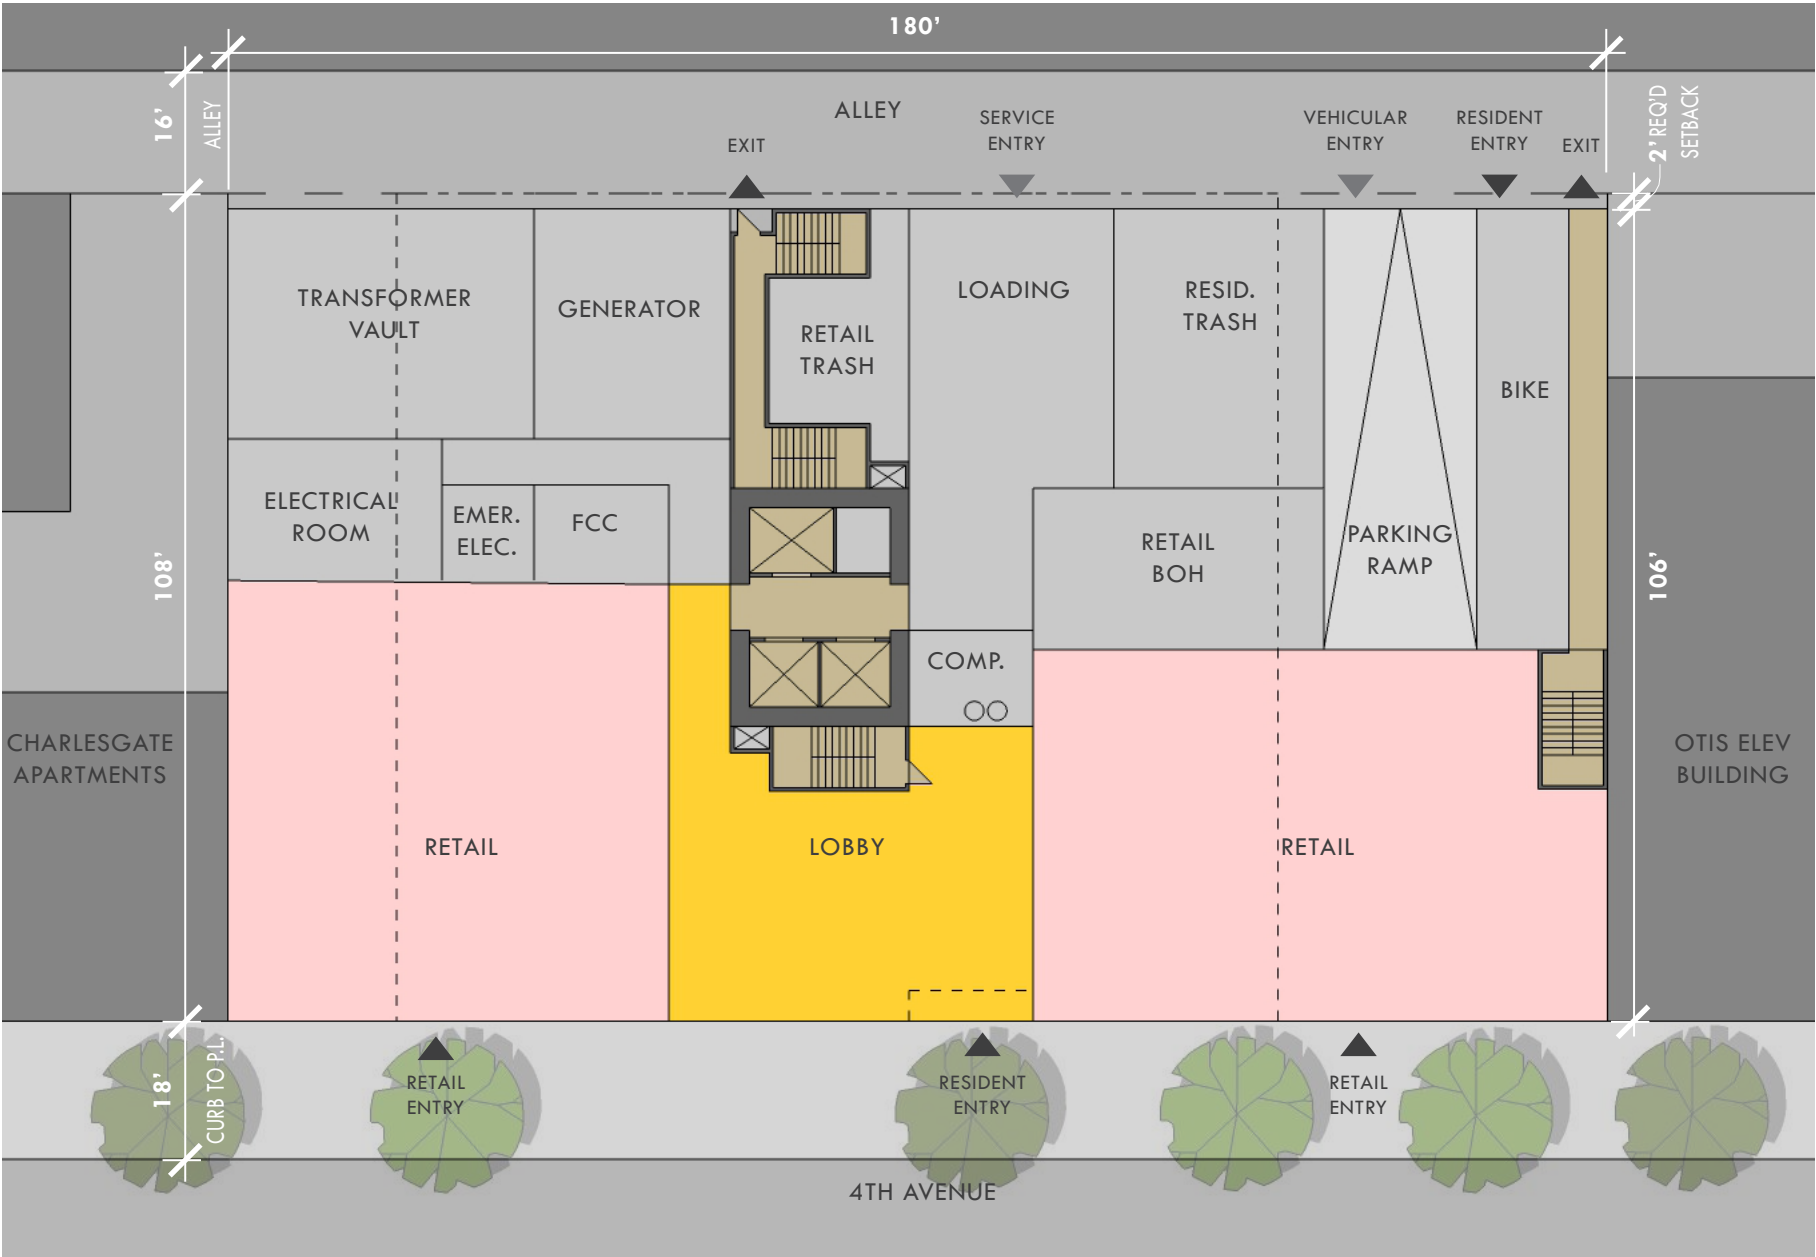 180’
16’
ALLEY
ALLEY
EXIT
SERVICE
ENTRY
VEHICULAR
ENTRY
RESIDENT
ENTRY
EXIT
2’ REQ'D
SETBACK
TRANSFORMER
VAULT
GENERATOR
RETAIL
TRASH
LOADING
RESID.
TRASH
BIKE
ELECTRICAL
ROOM
EMER.
ELEC.
FCC
RETAIL
BOH
PARKING
RAMP
108’
106’
COMP.
CHARLESGATE
APARTMENTS
OTIS ELEV
BUILDING
RETAIL
LOBBY
RETAIL
18’
CURB TO P.L.
RETAIL
ENTRY
RESIDENT
ENTRY
RETAIL
ENTRY
4TH AVENUE